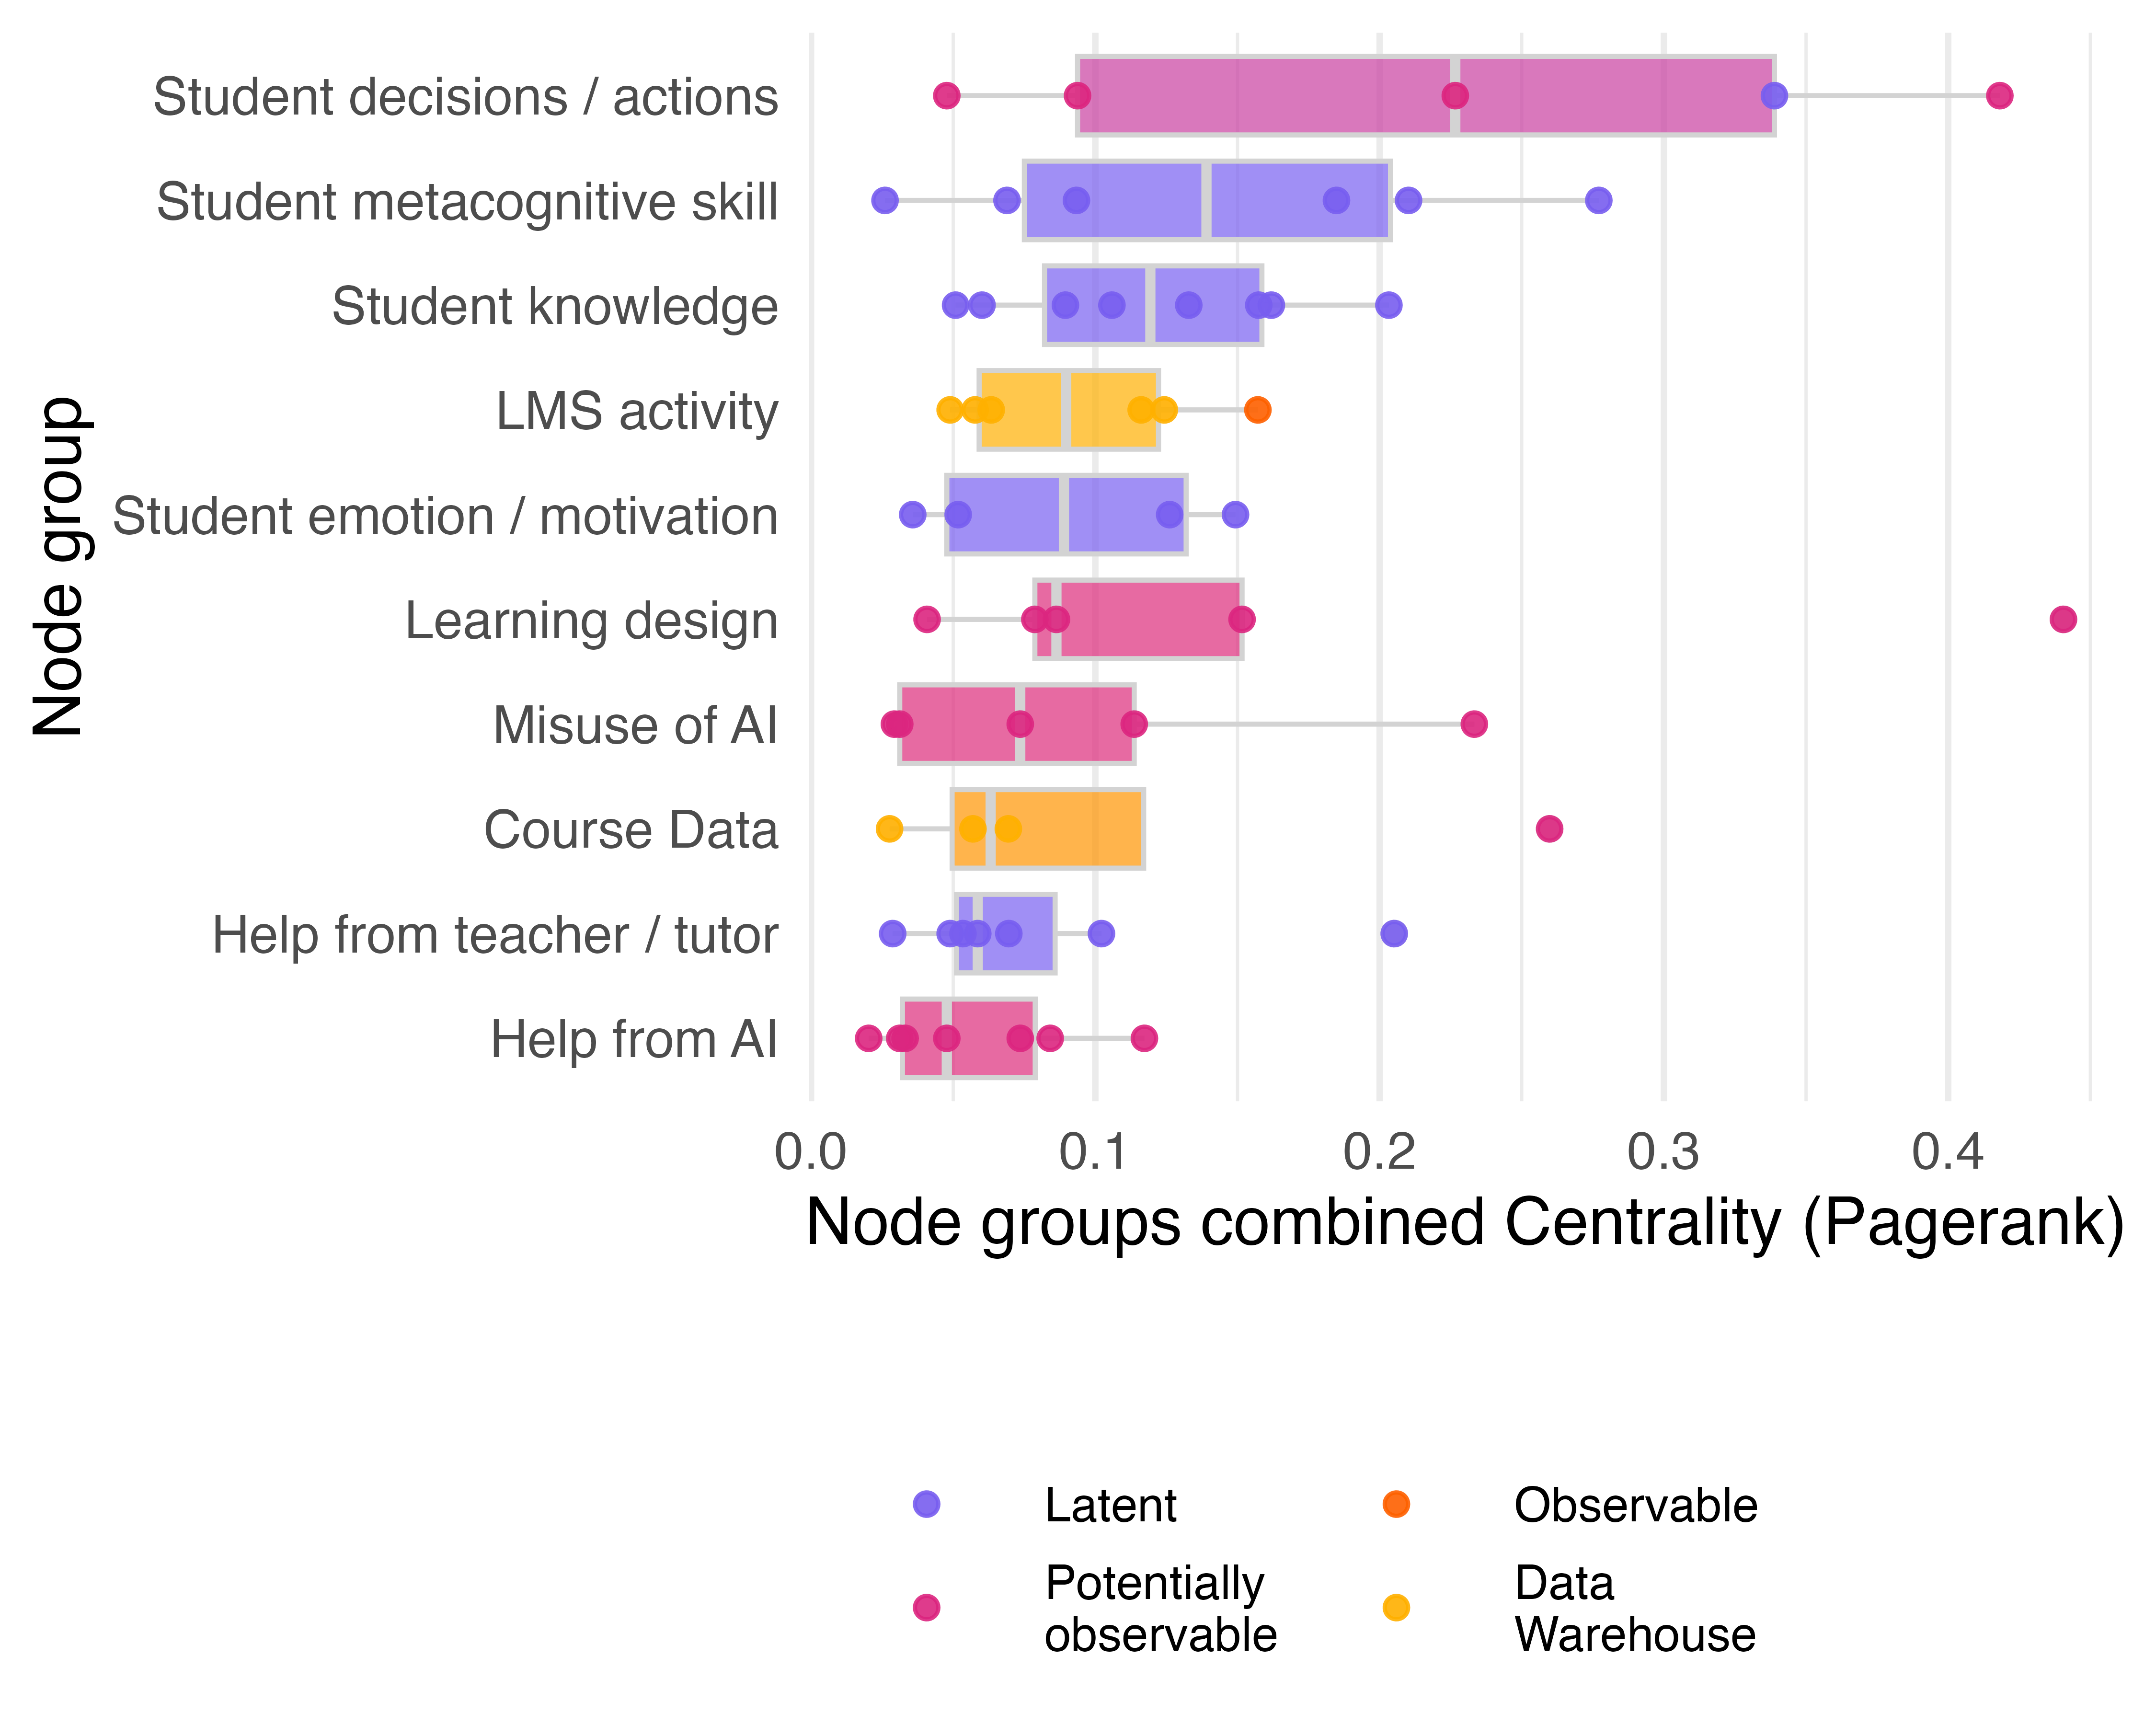 Node group
Student decisions / actions
Student metacognitive skill
Student knowledge
LMS activity
Student emotion / motivation
Learning design
Misuse of AI
Course Data
Help from teacher / tutor
Help from AI
0.0 0.1 0.2 0.3 0.4
Node groups combined Centrality (Pagerank)
Latent
Potentially
observable
Observable
Data
Warehouse